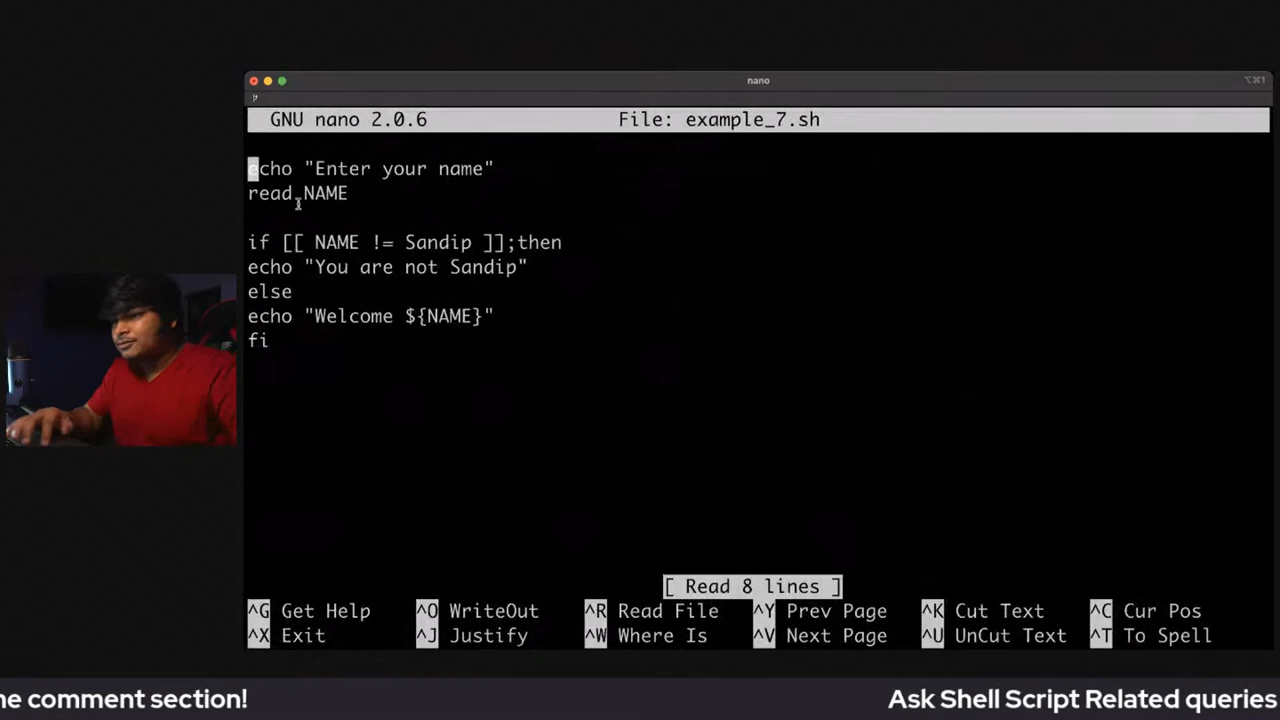 nano
⌥⌘1
GNU nano 2.0.6 File: example_7.sh
echo "Enter your name"
read NAME
if [[ NAME != Sandip ]];then
echo "You are not Sandip"
else
echo "Welcome ${NAME}"
fi
[ Read 8 lines ]
^G Get Help ^O WriteOut ^R Read File ^Y Prev Page ^K Cut Text ^C Cur Pos
^X Exit ^J Justify ^W Where Is ^V Next Page ^U UnCut Text ^T To Spell
he comment section! Ask Shell Script Related queries